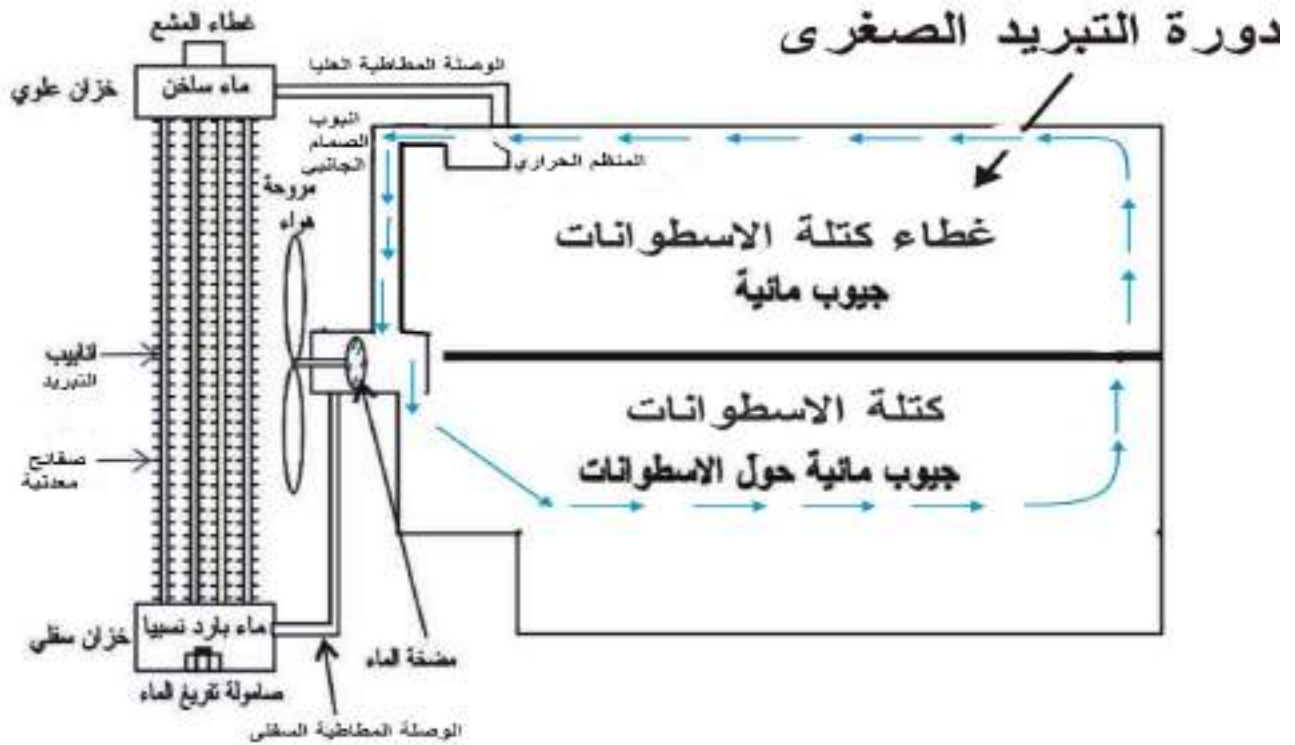 دورة التبريد الصغرى
غطاء المشع
خزان علوي
ماء ساخن
الوصلة المطاطية العليا
انبوب
الصمام
الجانبي
المنظم الحراري
مروحة
هواء
غطاء كتلة الاسطوانات
جيوب مائية
انابيب
التبريد
كتلة الاسطوانات
جيوب مائية حول الاسطوانات
صفائح
معدنية
خزان سفلي
ماء بارد نسبيا
مضخة الماء
صامولة تفريغ الماء
الوصلة المطاطية السفلى